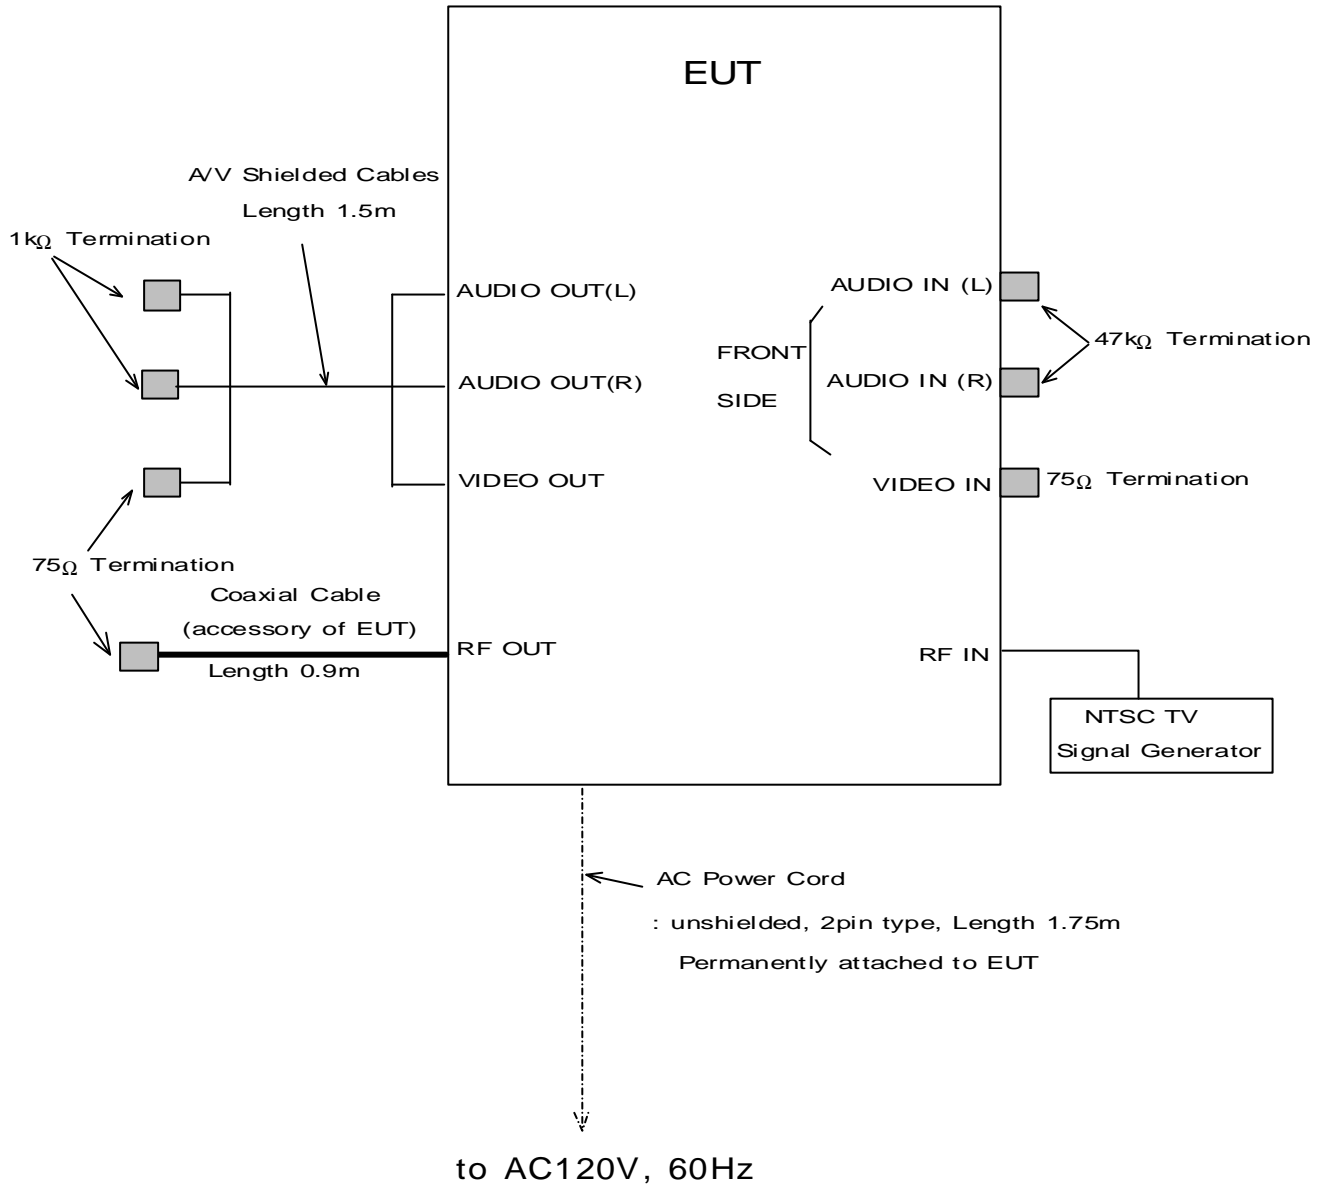 EUT
A/V Shielded Cables
Length 1.5m
1kΩ Termination
AUDIO OUT(L)
AUDIO OUT(R)
VIDEO OUT
75Ω Termination
Coaxial Cable
(accessory of EUT)
Length 0.9m
RF OUT
AUDIO IN (L)
FRONT
SIDE
AUDIO IN (R)
47kΩ Termination
VIDEO IN
75Ω Termination
RF IN
NTSC TV
Signal Generator
AC Power Cord
: unshielded, 2pin type, Length 1.75m
Permanently attached to EUT
to AC120V, 60Hz